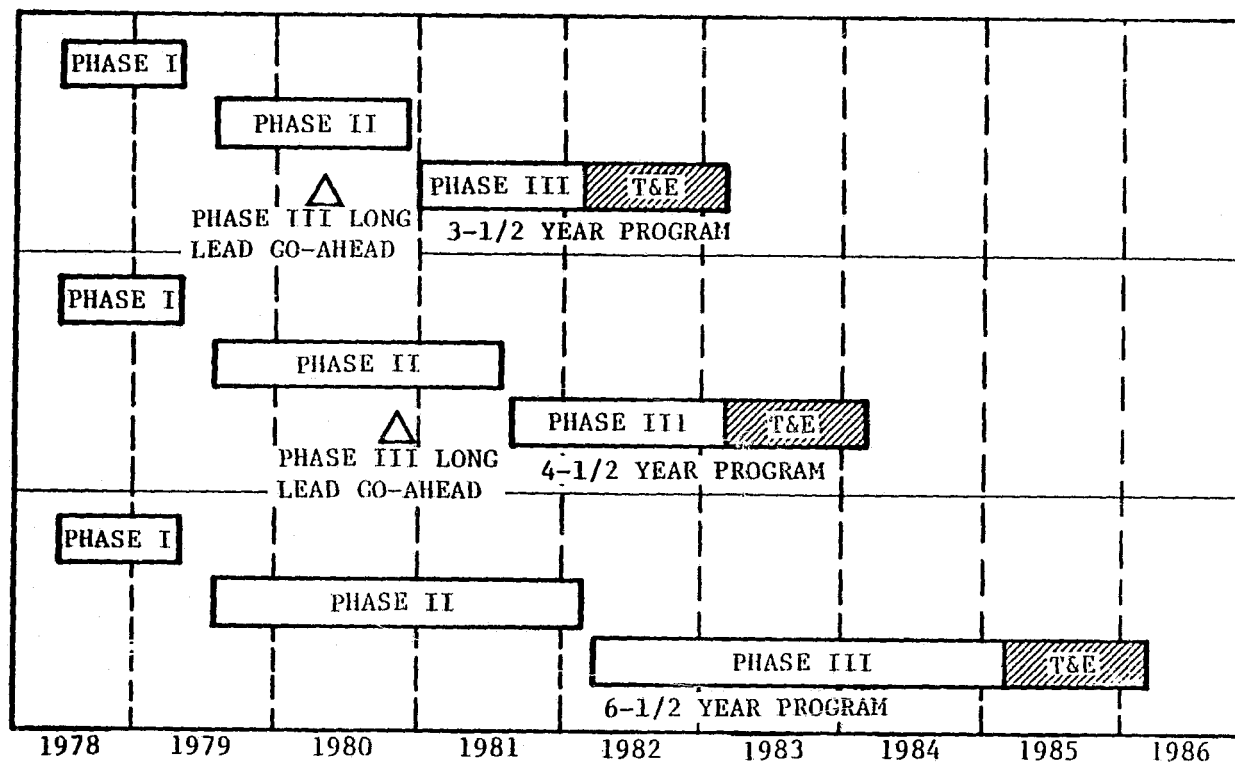 PHASE I
PHASE II
PHASE III T&E
PHASE III LONG
LEAD GO-AHEAD
3-1/2 YEAR PROGRAM
PHASE I
PHASE II
PHASE III T&E
PHASE III LONG
LEAD GO-AHEAD
4-1/2 YEAR PROGRAM
PHASE I
PHASE II
PHASE III T&E
6-1/2 YEAR PROGRAM
1978 1979 1980 1981 1982 1983 1984 1985 1986